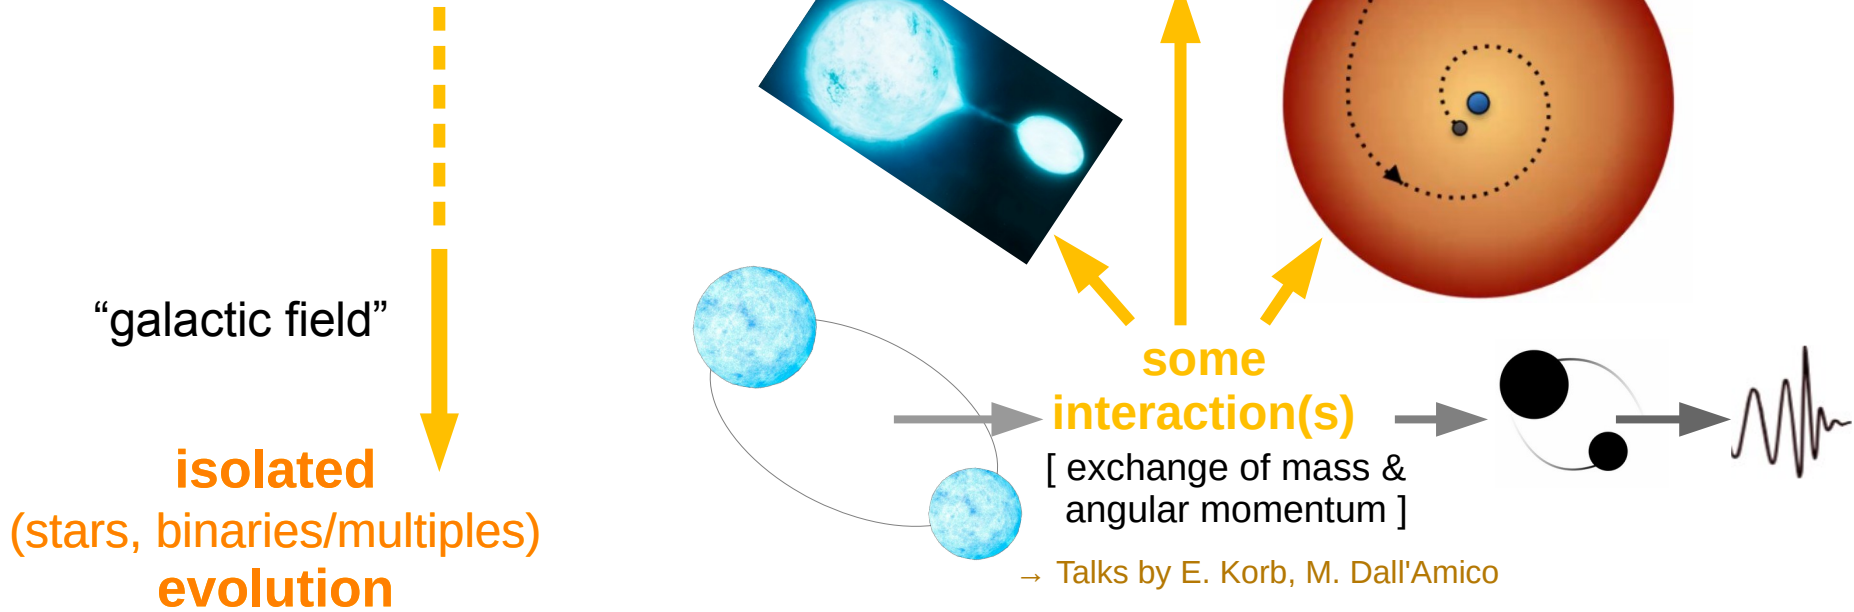 “galactic field”
isolated
(stars, binaries/multiples)
evolution
some
interaction(s)
[ exchange of mass &
angular momentum ]
→ Talks by E. Korb, M. Dall'Amico